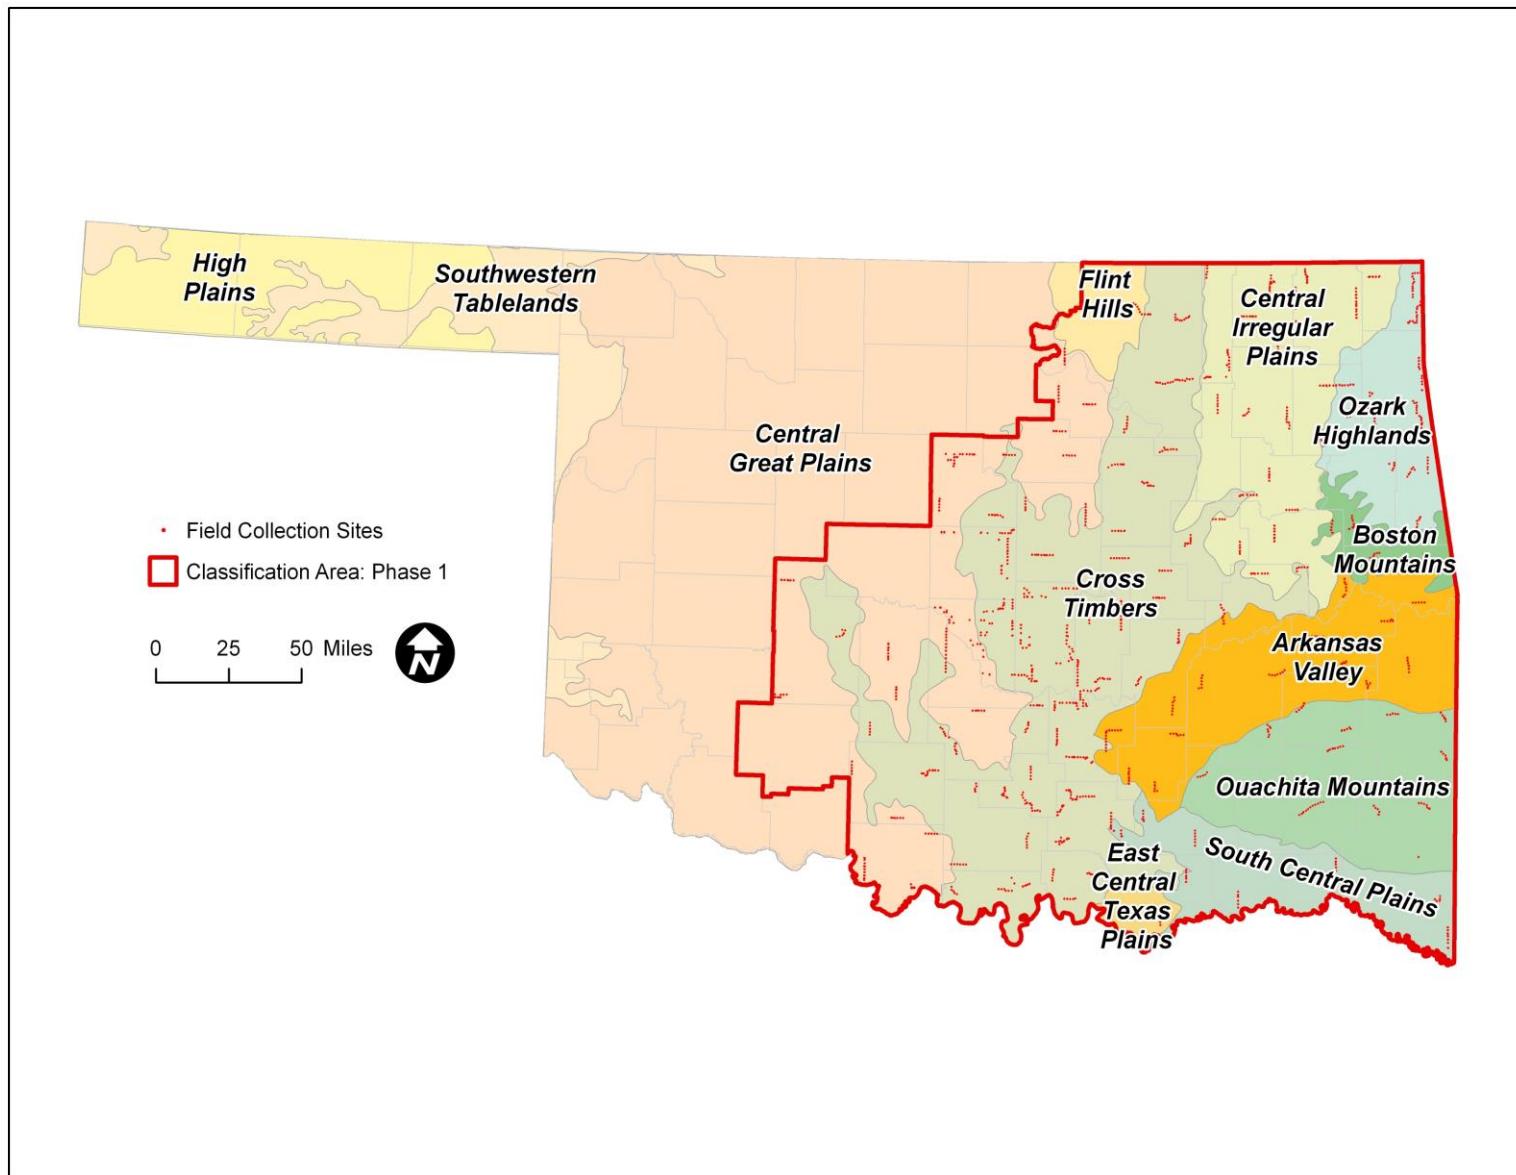 High
Plains
Southwestern
Tablelands
Flint
Hills
Central
Irregular
Plains
Ozark
Highlands
Central
Great Plains
Field Collection Sites
Classification Area: Phase 1
Boston
Mountains
Cross
Timbers
0 25 50 Miles
N
Arkansas
Valley
Ouachita Mountains
East
Central
Texas
Plains
South Central Plains